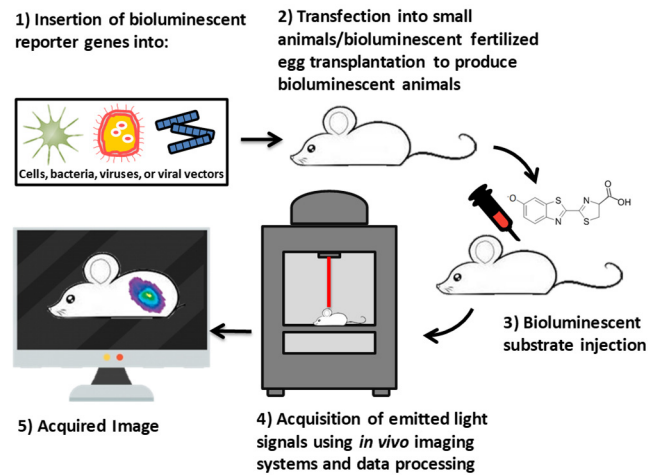 1) Insertion of bioluminescent
reporter genes into:
Cells, bacteria, viruses, or viral vectors
2) Transfection into small
animals/bioluminescent fertilized
egg transplantation to produce
bioluminescent animals
-O
S
N
N
S
O
OH
3) Bioluminescent
substrate injection
4) Acquisition of emitted light
signals using in vivo imaging
systems and data processing
5) Acquired Image